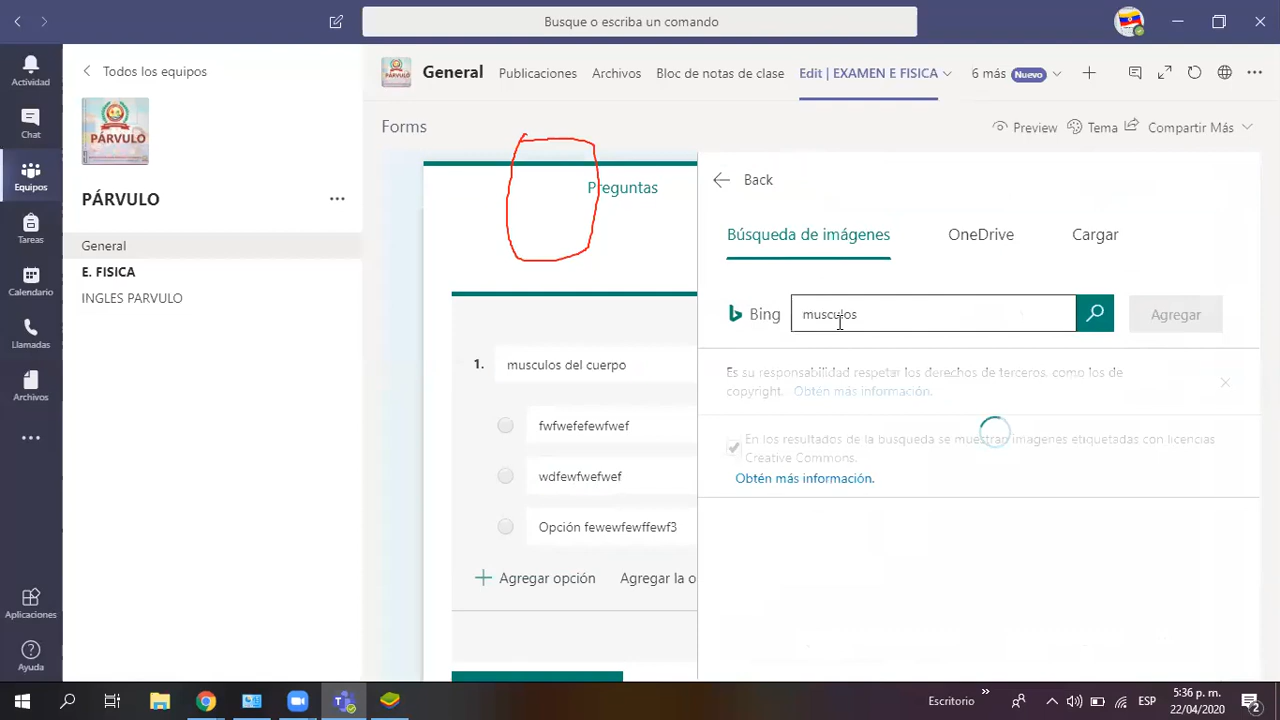 Busque o escriba un comando
Actividad
Chat
Equipos
Tareas
Calendario
Llamadas
Archivos
Aplicaciones
Ayuda
Todos los equipos
PÁRVULO
PÁRVULO
General
E. FISICA
INGLES PARVULO
General Publicaciones Archivos Bloc de notas de clase Edit | EXAMEN E FISICA 6 más Nuevo
Forms Preview Tema Compartir Más
Preguntas
1. musculos del cuerpo
fwfwefefewfwef
wdfewfwefwef
Opción fewewfewffewf3
Agregar opción Agregar la o
Back
Búsqueda de imágenes OneDrive Cargar
Bing musculos Agregar
Es su responsabilidad respetar los derechos de terceros, como los de
copyright. Obtén más información.
En los resultados de la búsqueda se muestran imágenes etiquetadas con licencias
Creative Commons.
Obtén más información.
Escritorio » ESP 5:36 p. m.
22/04/2020 2